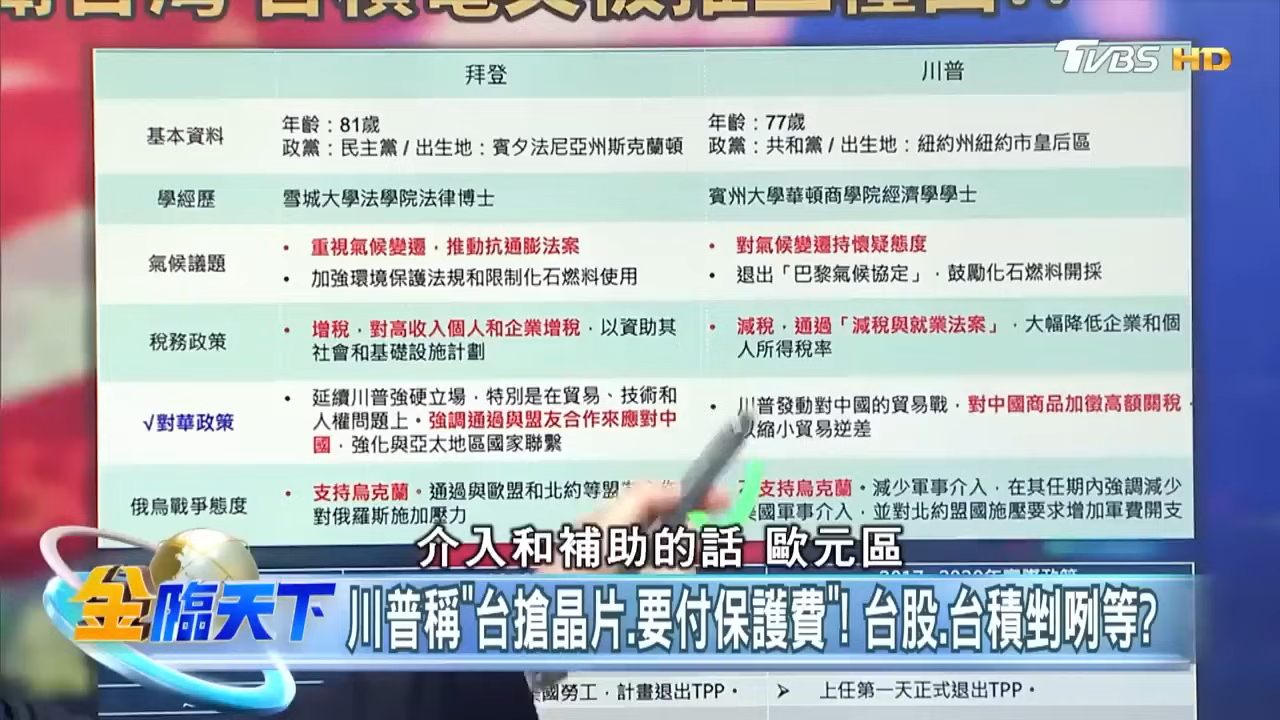 TVBS HD
拜登
川普
基本資料
年齡：81歲
政黨：民主黨 / 出生地：賓夕法尼亞州斯克蘭頓
年齡：77歲
政黨：共和黨 / 出生地：紐約州紐約市皇后區
學經歷
雪城大學法學院法律博士
賓州大學華頓商學院經濟學學士
氣候議題
• 重視氣候變遷，推動抗通膨法案
• 加強環境保護法規和限制化石燃料使用
• 對氣候變遷持懷疑態度
• 退出「巴黎氣候協定」，鼓勵化石燃料開採
稅務政策
• 增稅，對高收入個人和企業增稅，以資助其
社會和基礎設施計劃
• 減稅，通過「減稅與就業法案」，大幅降低企業和個
人所得稅率
√對華政策
• 延續川普強硬立場，特別是在貿易、技術和
人權問題上。強調通過與盟友合作來應對中
國，強化與亞太地區國家聯繫
• 川普發動對中國的貿易戰，對中國商品加徵高額關稅，
以縮小貿易逆差
俄烏戰爭態度
• 支持烏克蘭。通過與歐盟和北約等盟
對俄羅斯施加壓力
支持烏克蘭。減少軍事介入，在其任期內強調減少
國軍事介入，並對北約盟國施壓要求增加軍費開支
介入和補助的話 歐元區
金臨天下
川普稱"台搶晶片.要付保護費"! 台股.台積剉咧等?
國勞工，計畫退出TPP。
➢ 上任第一天正式退出TPP。